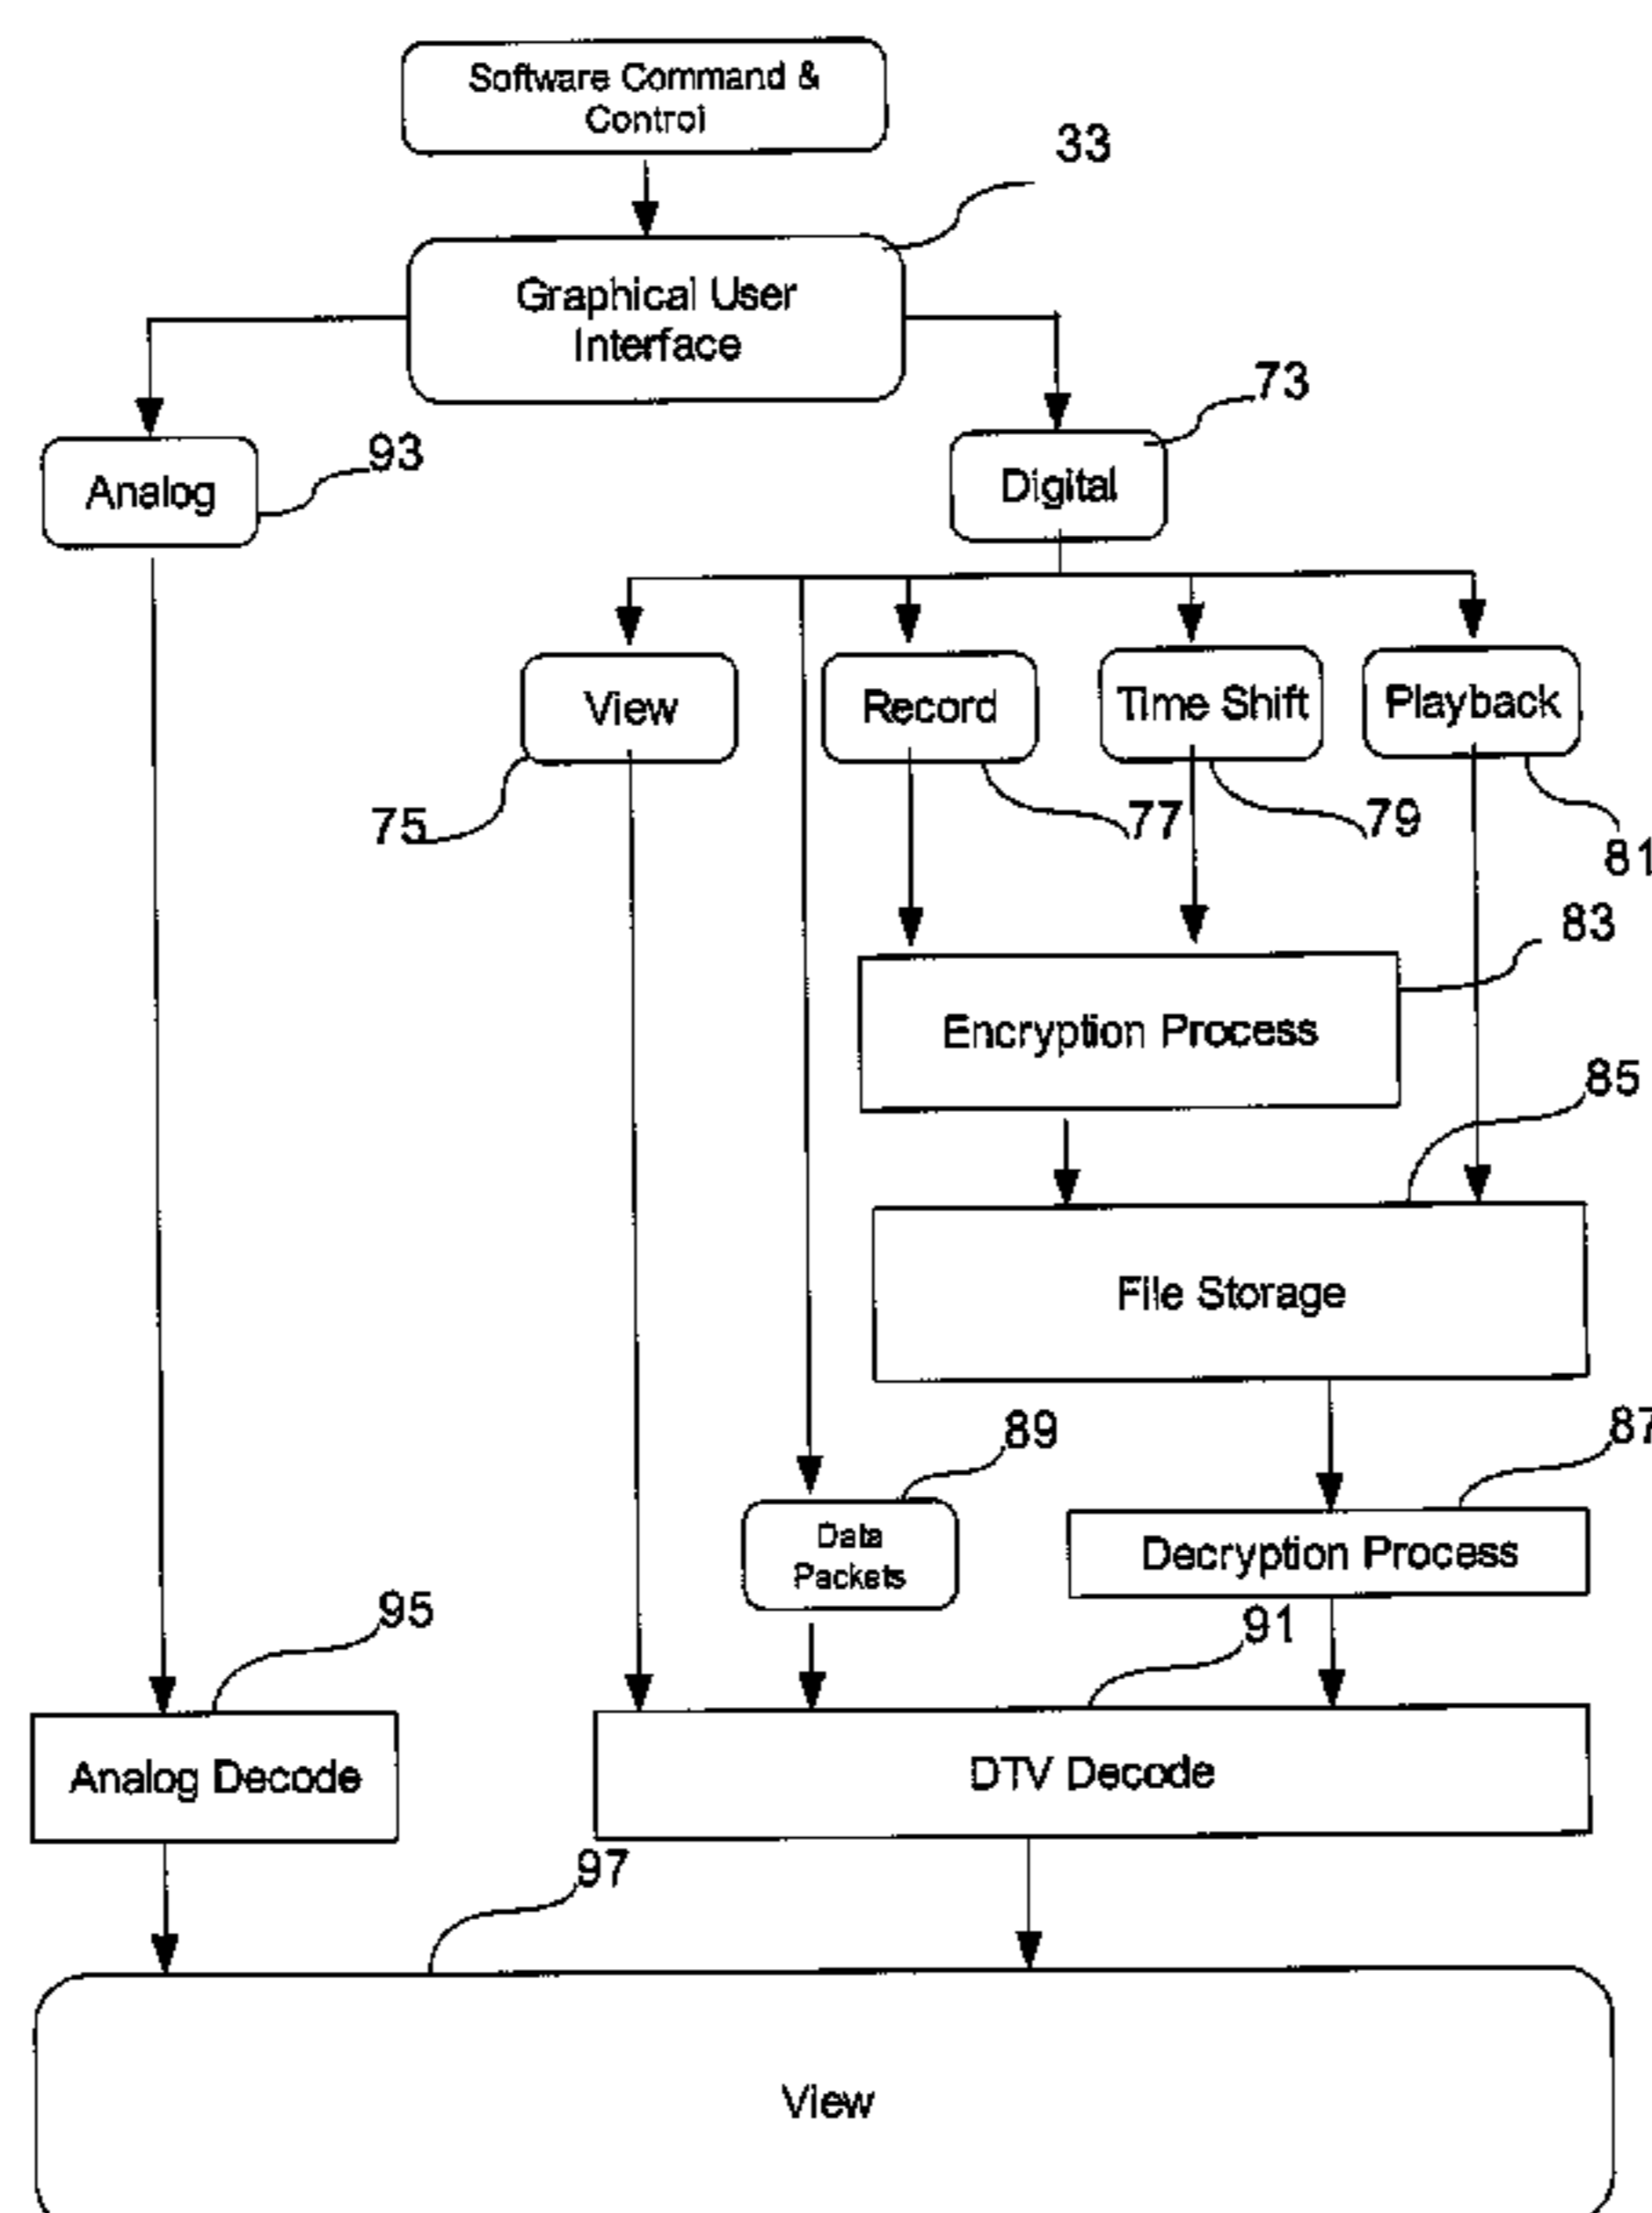 Software Command &
Control
33
Graphical User
Interface
73
93
Analog
Digital
View
Record
Time Shift
Playback
75
77
79
81
83
Encryption Process
85
File Storage
89
87
Data
Packets
Decryption Process
95
91
Analog Decode
DTV Decode
97
View